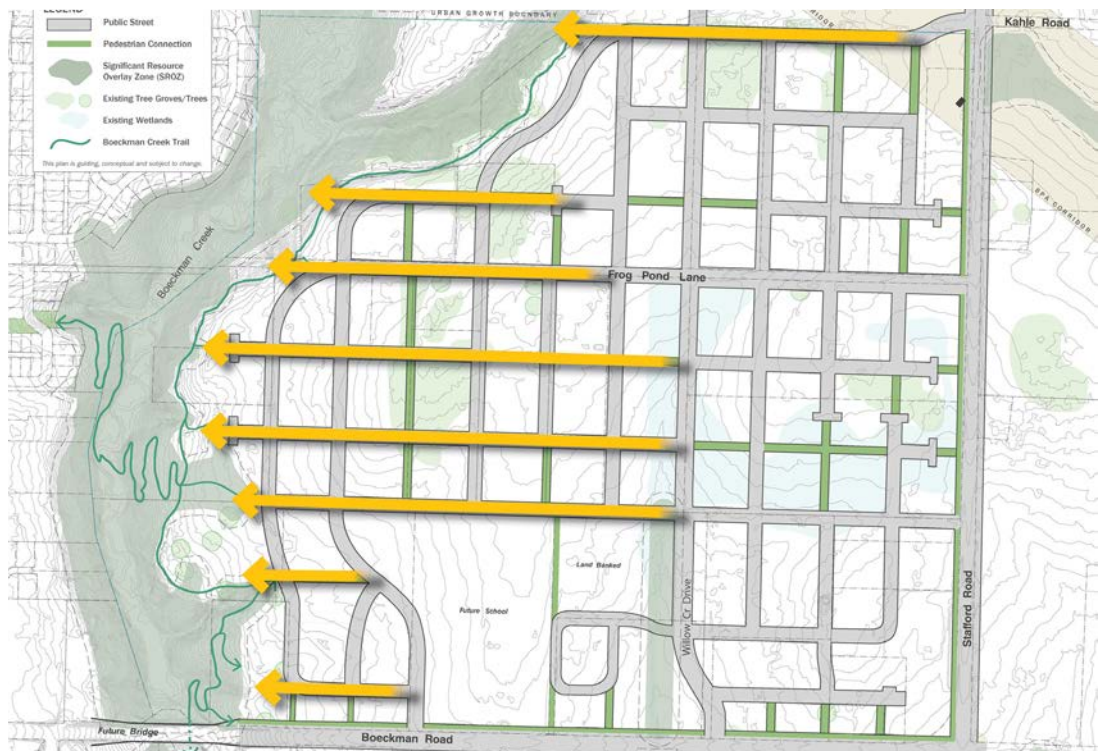 LEGEND
Public Street
Pedestrian Connection
Significant Resource
Overlay Zone (SROZ)
Existing Tree Groves/Trees
Existing Wetlands
Boeckman Creek Trail
This plan is guiding, conceptual and subject to change.
URBAN GROWTH BOUNDARY
Kahle Road
BPA CORRIDOR
Boeckman Creek
Frog Pond Lane
Land Banked
Future School
Willow Cr Drive
Stafford Road
Future Bridge
Boeckman Road